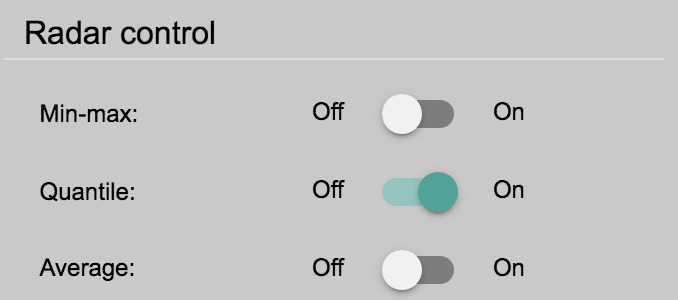 Radar control
Min-max: Off On
Quantile: Off On
Average: Off On